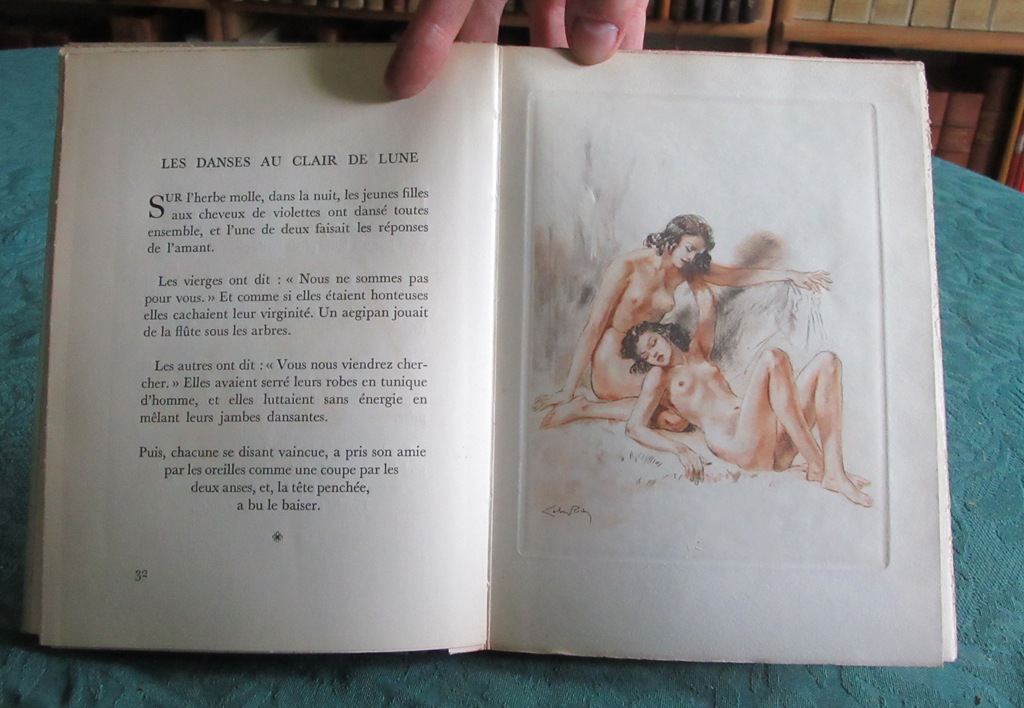 LES DANSES AU CLAIR DE LUNE
SUR l'herbe molle, dans la nuit, les jeunes filles
aux cheveux de violettes ont dansé toutes
ensemble, et l'une de deux faisait les réponses
de l'amant.
Les vierges ont dit : « Nous ne sommes pas
pour vous. » Et comme si elles étaient honteuses
elles cachaient leur virginité. Un aegipan jouait
de la flûte sous les arbres.
Les autres ont dit : « Vous nous viendrez cher-
cher. » Elles avaient serré leurs robes en tunique
d'homme, et elles luttaient sans énergie en
mêlant leurs jambes dansantes.
Puis, chacune se disant vaincue, a pris son amie
par les oreilles comme une coupe par les
deux anses, et, la tête penchée,
a bu le baiser.
32